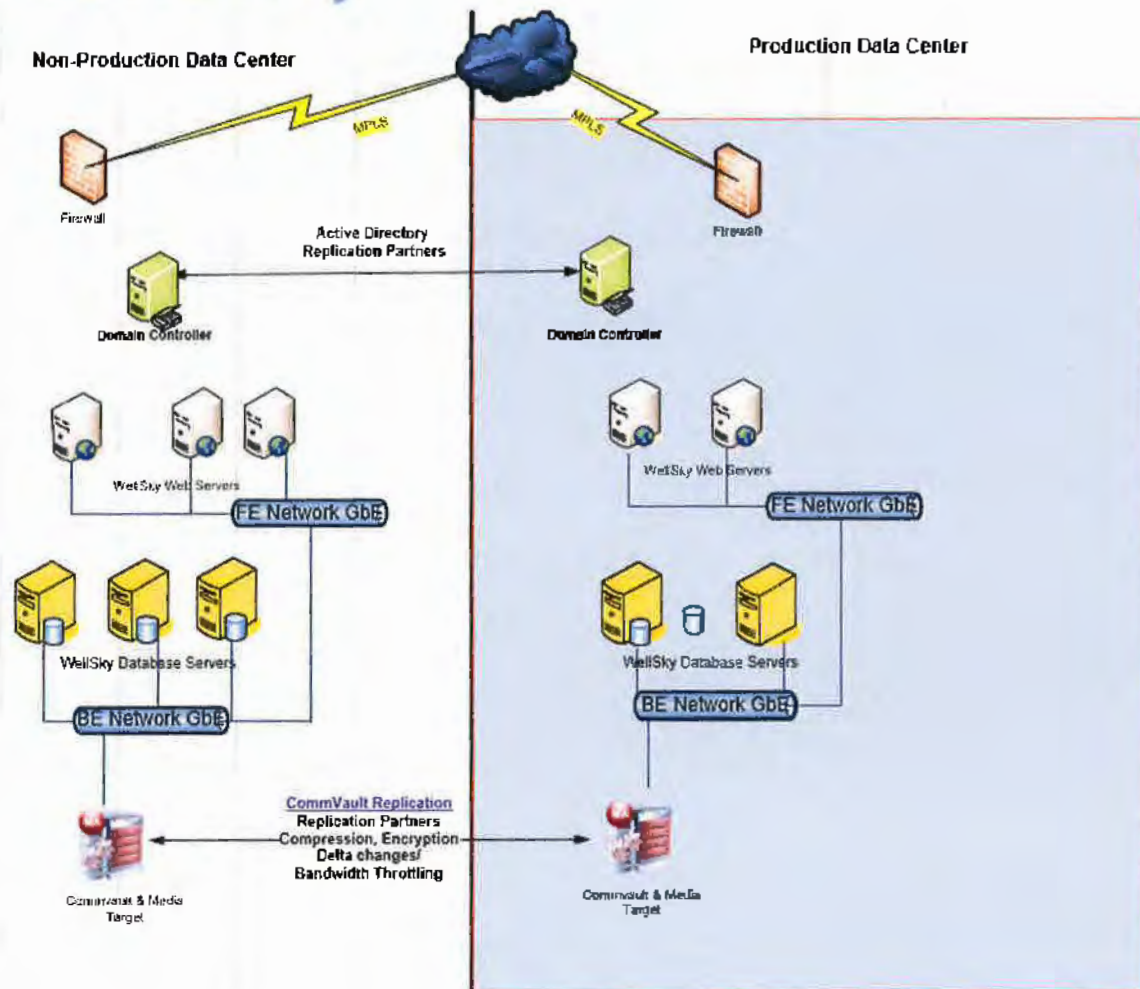 Non-Production Data Center
Production Data Center
MPLS
MPLS
Firewall
Firewall
Active Directory
Replication Partners
Domain Controller
Domain Controller
WellSky Web Servers
WellSky Web Servers
FE Network GbE
FE Network GbE
WellSky Database Servers
WellSky Database Servers
BE Network GbE
BE Network GbE
CommVault Replication
Replication Partners
Compression, Encryption
Delta changes/
Bandwidth Throttling
Commvault & Media
Target
Commvault & Media
Target